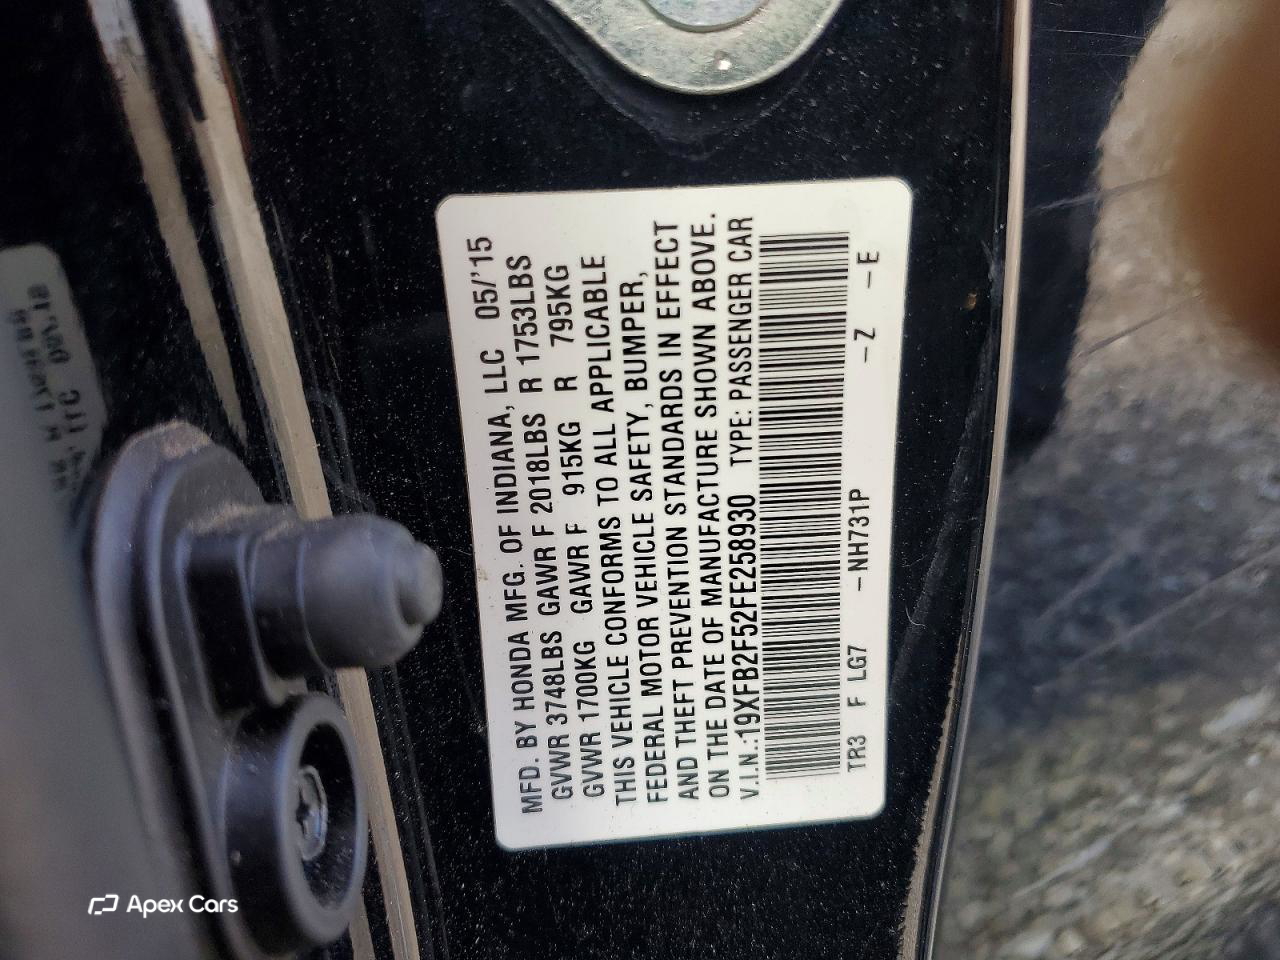 MFD. BY HONDA MFG. OF INDIANA, LLC 05/'15
GVWR 3748LBS GAWR F 2018LBS R 1753LBS
GVWR 1700KG GAWR F 915KG R 795KG
THIS VEHICLE CONFORMS TO ALL APPLICABLE
FEDERAL MOTOR VEHICLE SAFETY, BUMPER,
AND THEFT PREVENTION STANDARDS IN EFFECT
ON THE DATE OF MANUFACTURE SHOWN ABOVE.
V.I.N.:19XFB2F52FE258930 TYPE: PASSENGER CAR
TR3 F LG7 -NH731P -Z -E
Apex Cars